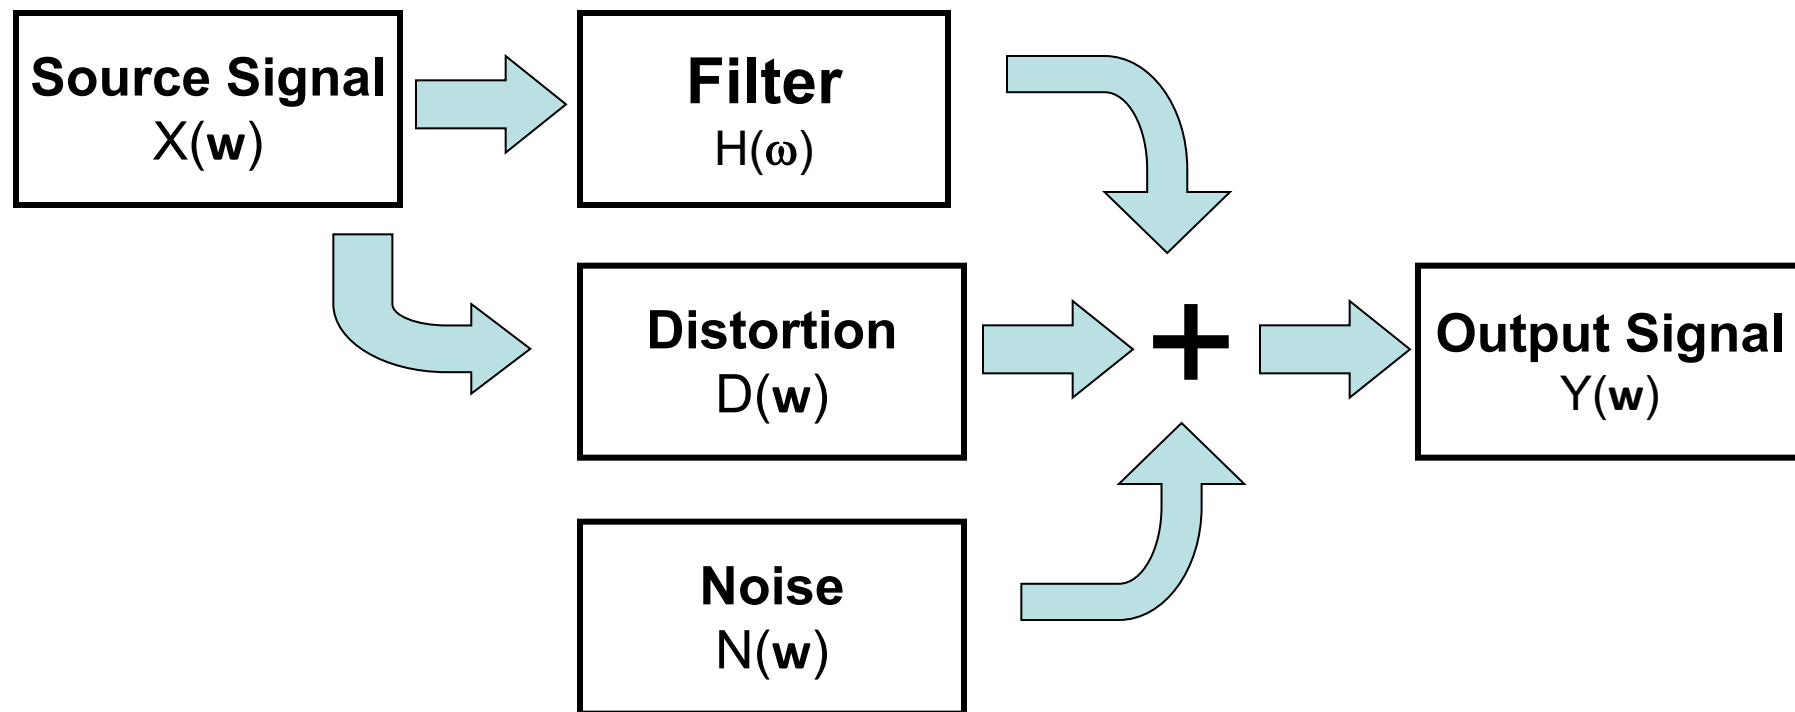 Source Signal
X(w)
Filter
H(ω)
Distortion
D(w)
+
Output Signal
Y(w)
Noise
N(w)